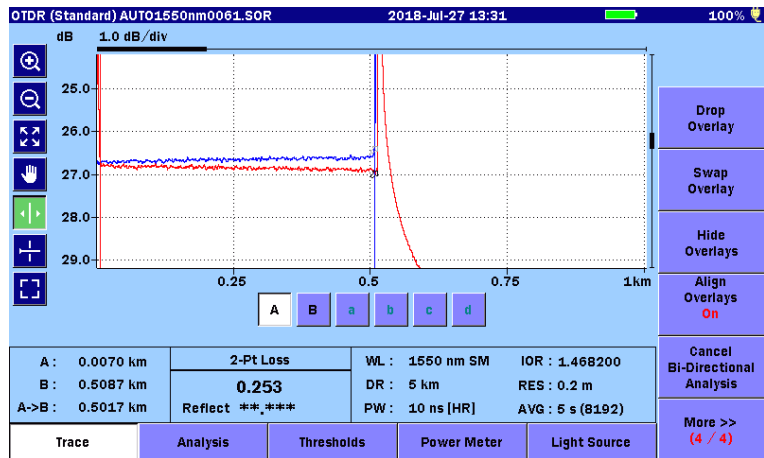 OTDR (Standard) AUTO1550nm0061.SOR 2018-Jul-27 13:31 100%
dB 1.0 dB/div
25.0
26.0
27.0
28.0
29.0
0.25 0.5 0.75 1km
A B a b c d
Drop
Overlay
Swap
Overlay
Hide
Overlays
Align
Overlays
On
Cancel
Bi-Directional
Analysis
More >>
(4 / 4)
A : 0.0070 km
B : 0.5087 km
A->B : 0.5017 km
2-Pt Loss
0.253
Reflect **.***
WL : 1550 nm SM IOR : 1.468200
DR : 5 km RES : 0.2 m
PW : 10 ns [HR] AVG : 5 s (8192)
Trace Analysis Thresholds Power Meter Light Source